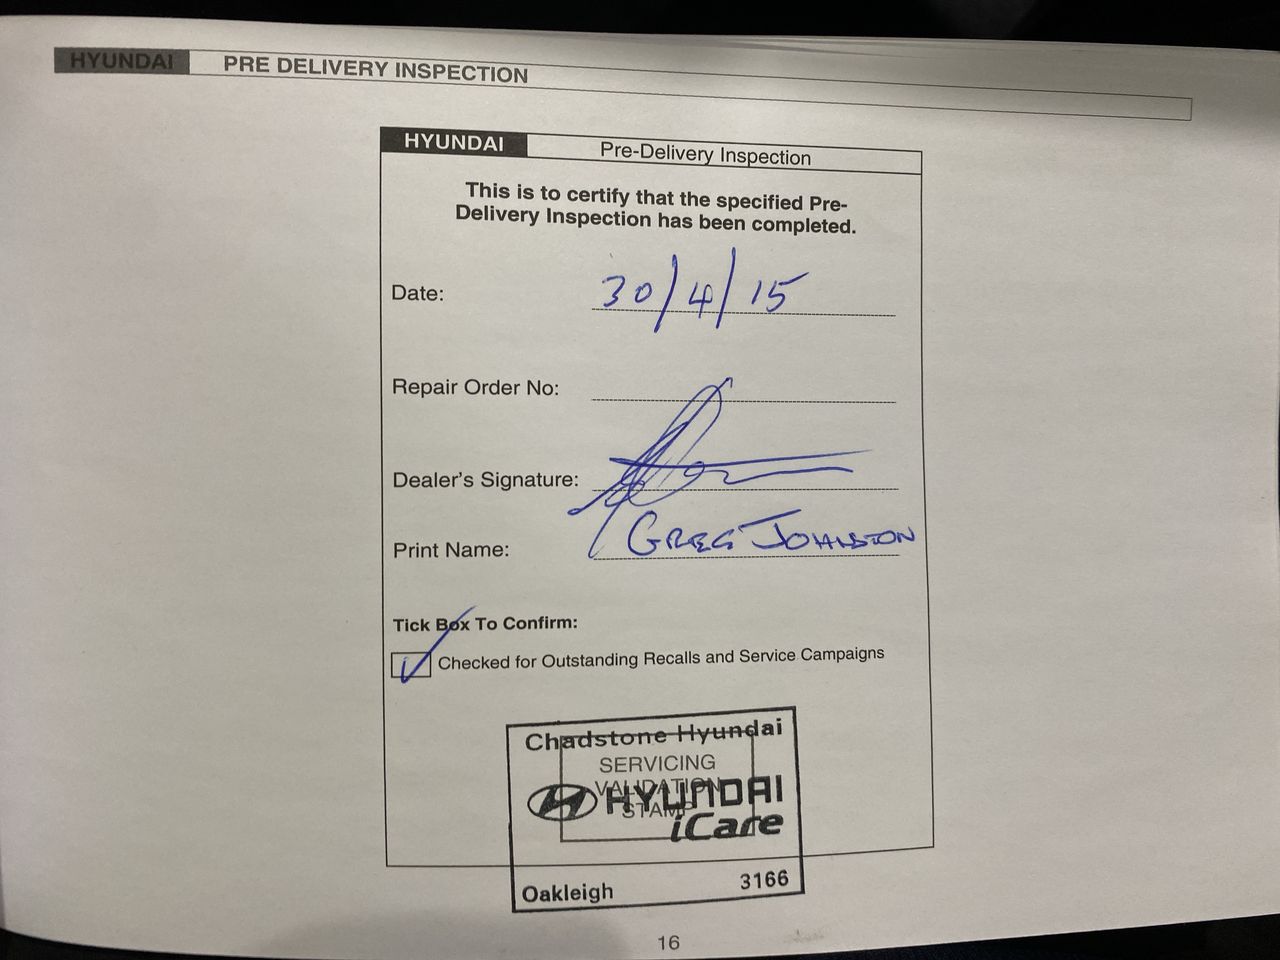 HYUNDAI PRE DELIVERY INSPECTION
HYUNDAI Pre-Delivery Inspection
This is to certify that the specified Pre-
Delivery Inspection has been completed.
Date: 30/4/15
Repair Order No:
Dealer's Signature:
Print Name: GREG JOHNSTON
Tick Box To Confirm:
Checked for Outstanding Recalls and Service Campaigns
Chadstone Hyundai
SERVICING
VALIDATION
HYUNDAI
STAMP
iCare
Oakleigh 3166
16